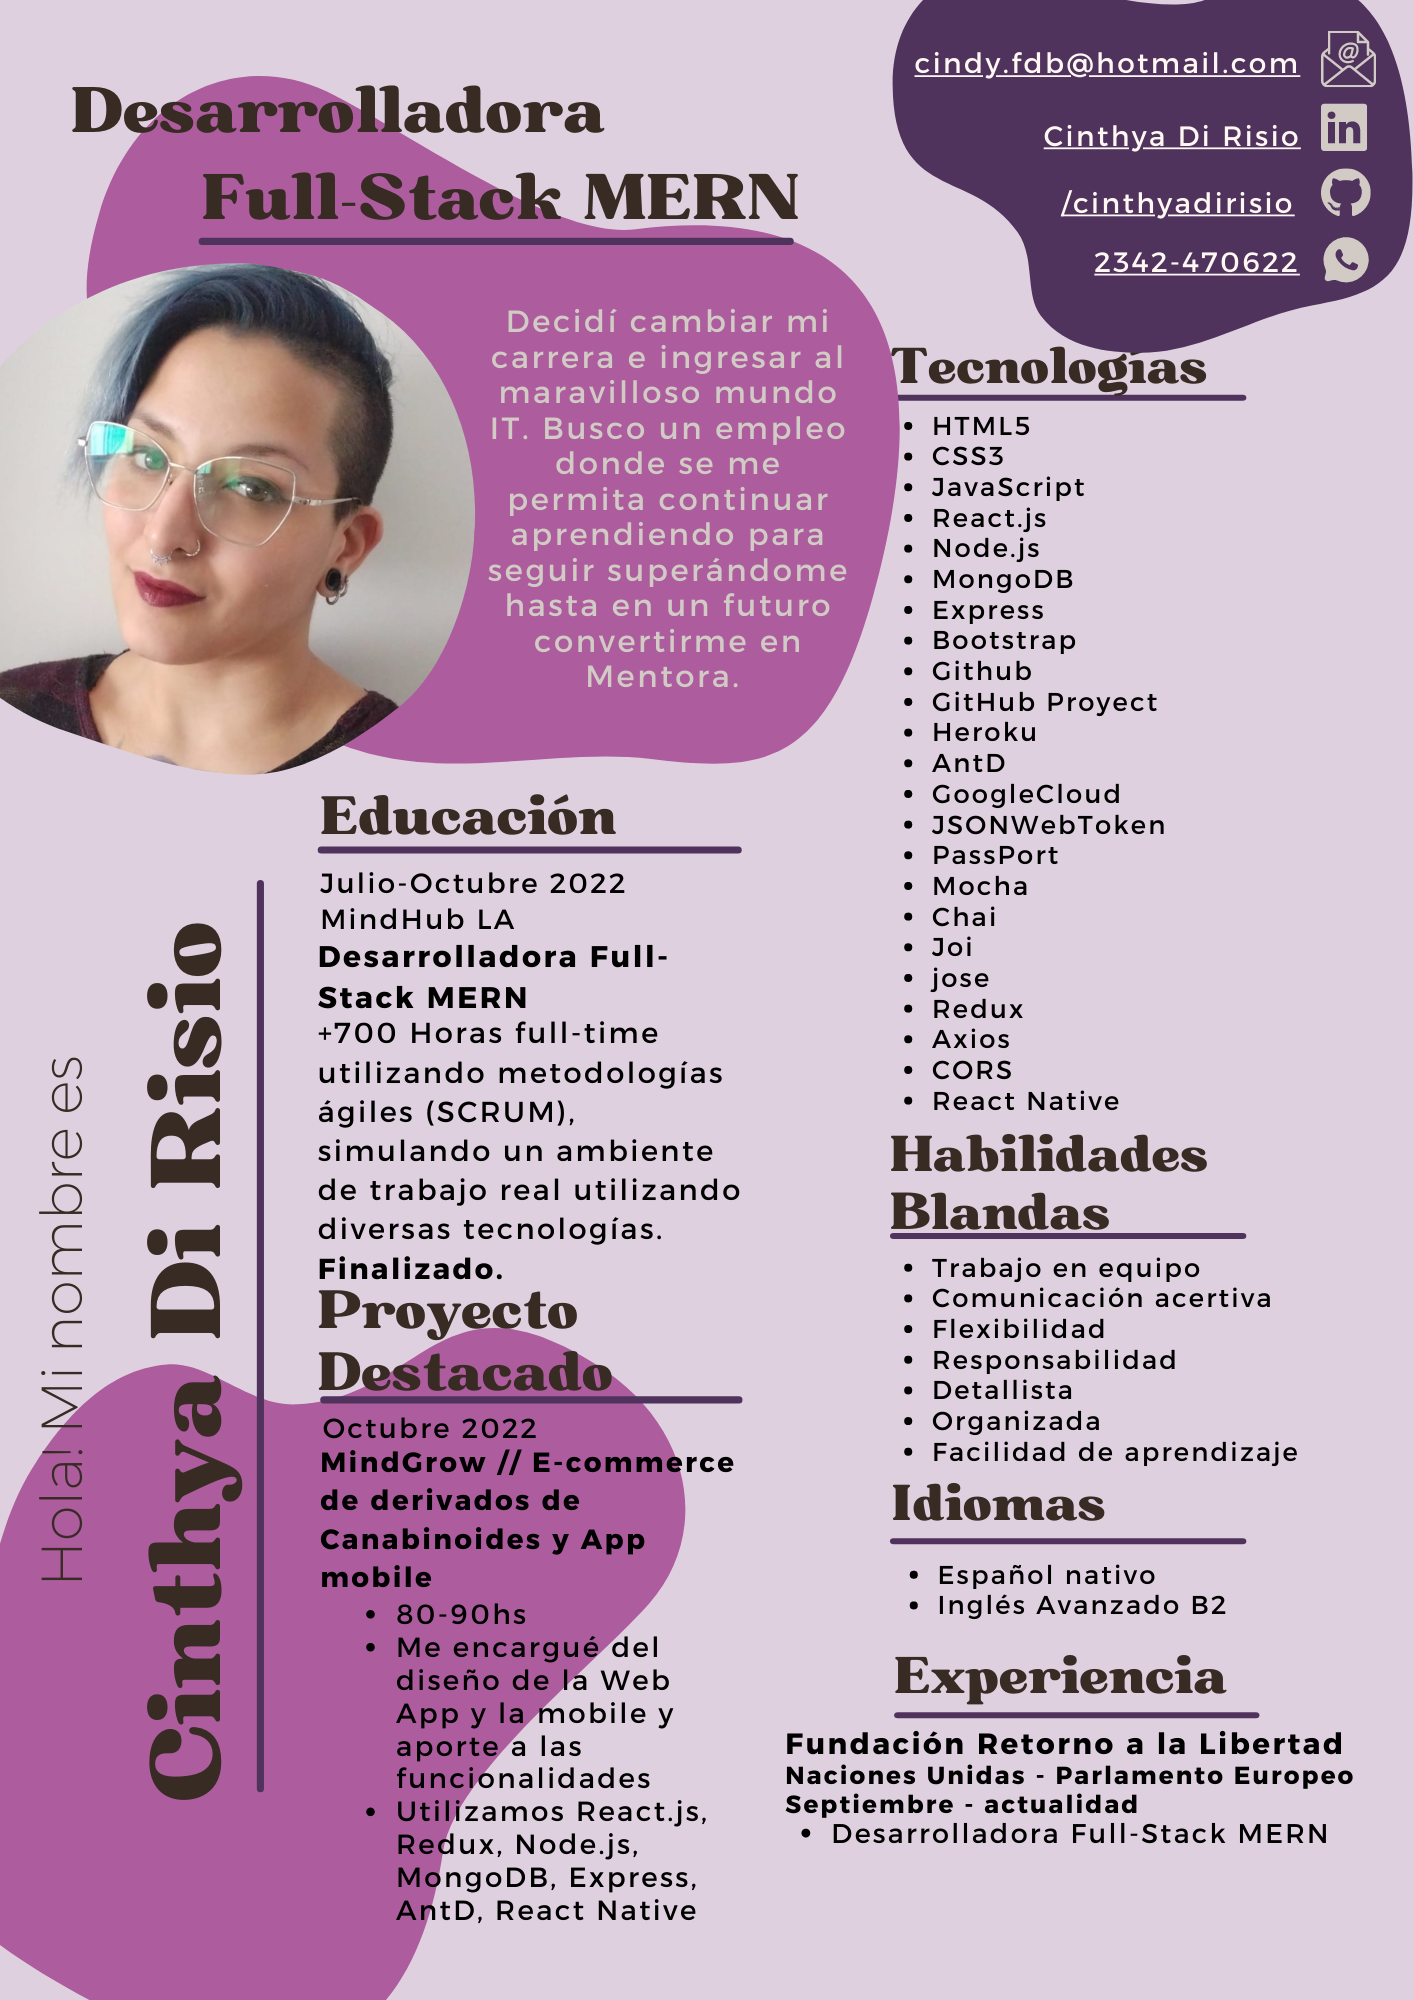 Desarrolladora
Full-Stack MERN
cindy.fdb@hotmail.com
Cinthya Di Risio
/cinthyadirisio
2342-470622
Decidí cambiar mi
carrera e ingresar al
maravilloso mundo
IT. Busco un empleo
donde se me
permita continuar
aprendiendo para
seguir superándome
hasta en un futuro
convertirme en
Mentora.
Hola! Mi nombre es
Cinthya Di Risio
Educación
Julio-Octubre 2022
MindHub LA
Desarrolladora Full-
Stack MERN
+700 Horas full-time
utilizando metodologías
ágiles (SCRUM),
simulando un ambiente
de trabajo real utilizando
diversas tecnologías.
Finalizado.
Proyecto
Destacado
Octubre 2022
MindGrow // E-commerce
de derivados de
Canabinoides y App
mobile
• 80-90hs
• Me encargué del
diseño de la Web
App y la mobile y
aporte a las
funcionalidades
• Utilizamos React.js,
Redux, Node.js,
MongoDB, Express,
AntD, React Native
Tecnologías
• HTML5
• CSS3
• JavaScript
• React.js
• Node.js
• MongoDB
• Express
• Bootstrap
• Github
• GitHub Proyect
• Heroku
• AntD
• GoogleCloud
• JSONWebToken
• PassPort
• Mocha
• Chai
• Joi
• jose
• Redux
• Axios
• CORS
• React Native
Habilidades
Blandas
• Trabajo en equipo
• Comunicación acertiva
• Flexibilidad
• Responsabilidad
• Detallista
• Organizada
• Facilidad de aprendizaje
Idiomas
• Español nativo
• Inglés Avanzado B2
Experiencia
Fundación Retorno a la Libertad
Naciones Unidas - Parlamento Europeo
Septiembre - actualidad
• Desarrolladora Full-Stack MERN